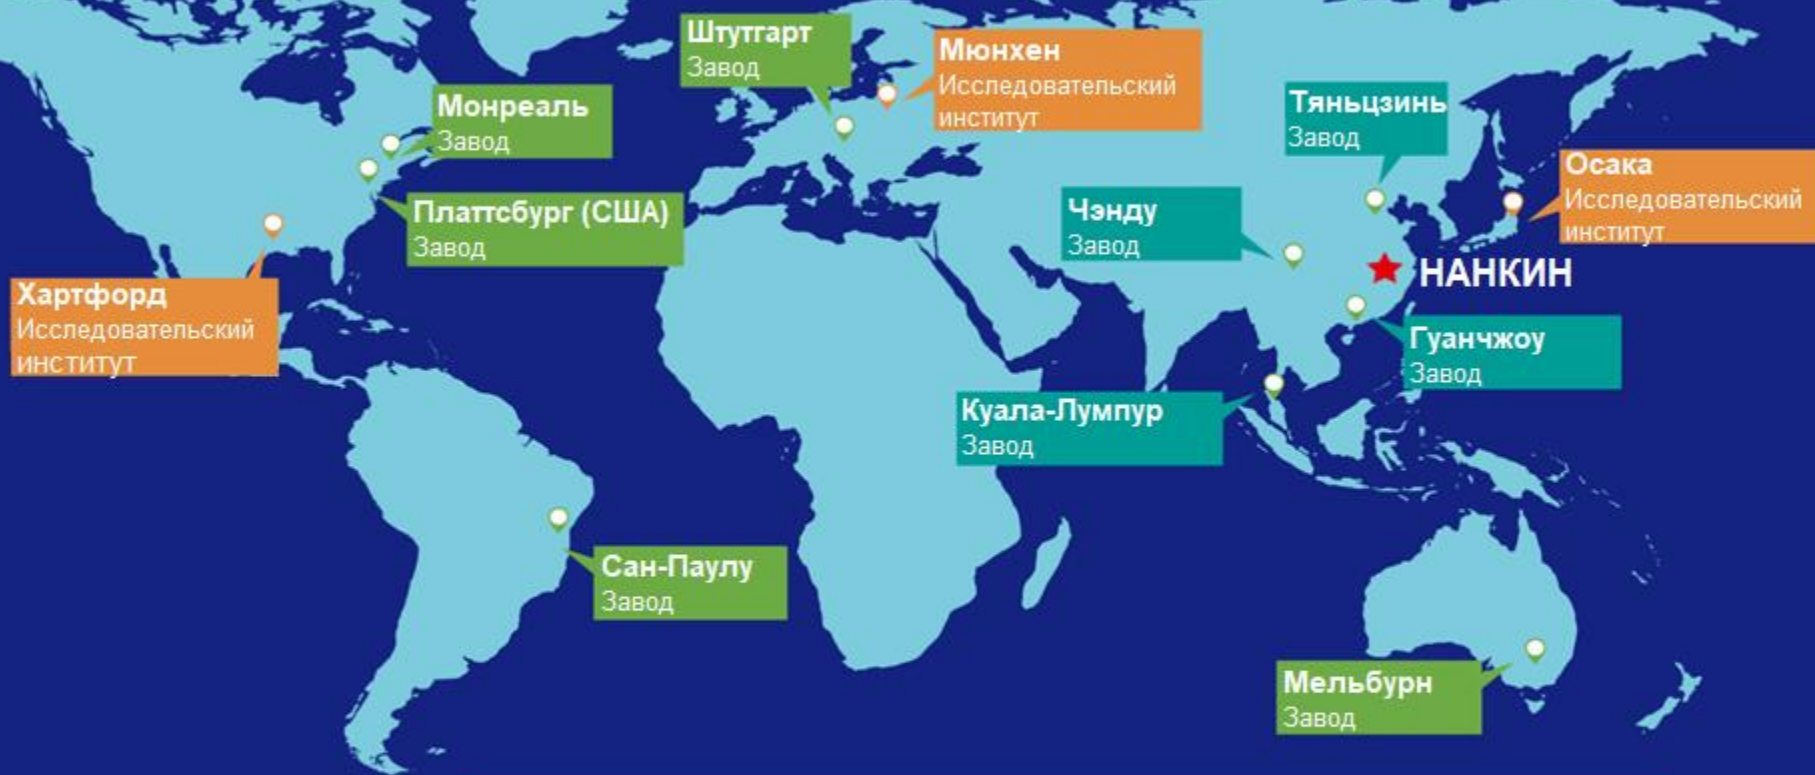 Штутгарт
Завод
Мюнхен
Исследовательский
институт
Монреаль
Завод
Тяньцзинь
Завод
Осака
Исследовательский
институт
Платтсбург (США)
Завод
Чэнду
Завод
НАНКИН
Хартфорд
Исследовательский
институт
Гуанчжоу
Завод
Куала-Лумпур
Завод
Сан-Паулу
Завод
Мельбурн
Завод